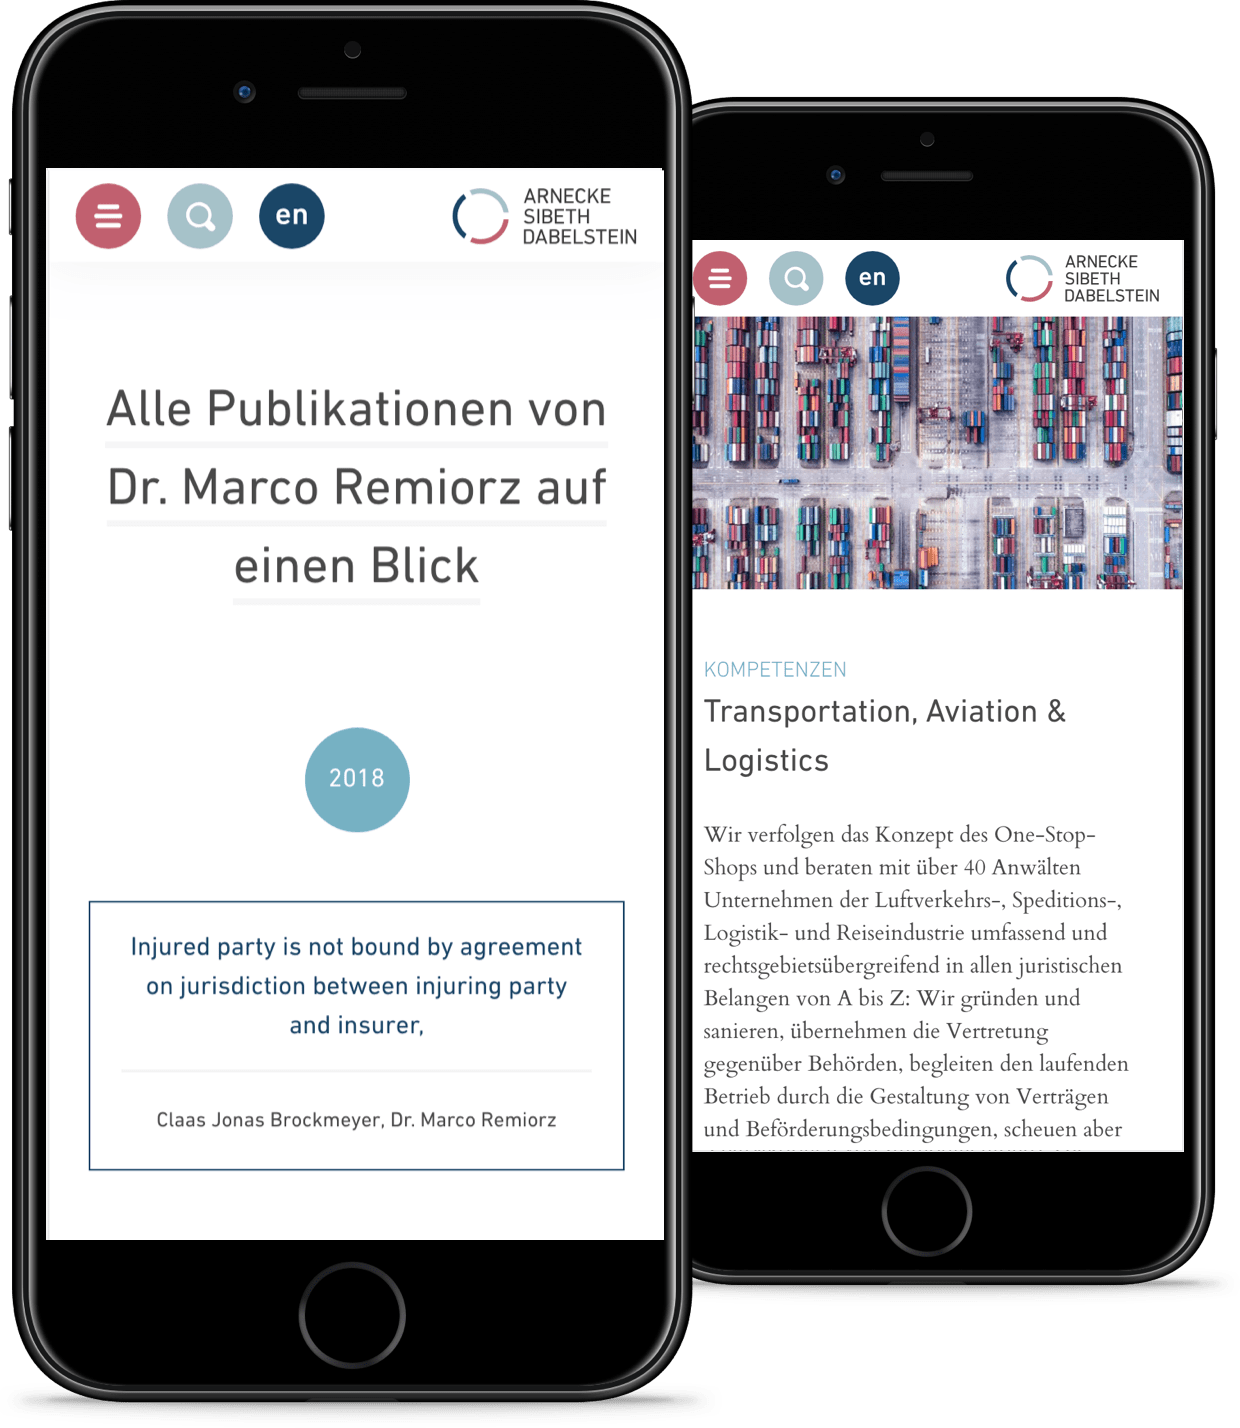 en
ARNECKE
SIBETH
DABELSTEIN
Alle Publikationen von
Dr. Marco Remiorz auf
einen Blick
2018
Injured party is not bound by agreement
on jurisdiction between injuring party
and insurer,
Claas Jonas Brockmeyer, Dr. Marco Remiorz
en
ARNECKE
SIBETH
DABELSTEIN
KOMPETENZEN
Transportation, Aviation &
Logistics
Wir verfolgen das Konzept des One-Stop-
Shops und beraten mit über 40 Anwälten
Unternehmen der Luftverkehrs-, Speditions-,
Logistik- und Reiseindustrie umfassend und
rechtsgebietsübergreifend in allen juristischen
Belangen von A bis Z: Wir gründen und
sanieren, übernehmen die Vertretung
gegenüber Behörden, begleiten den laufenden
Betrieb durch die Gestaltung von Verträgen
und Beförderungsbedingungen, scheuen aber